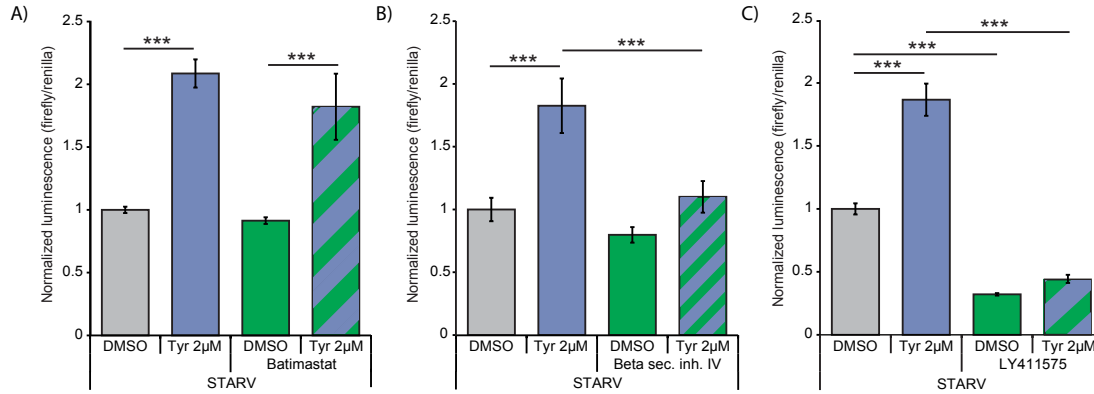 A)
Normalized luminescence (firefly/renilla)
2.5
2
1.5
1
0.5
0
***
***
DMSO Tyr 2µM DMSO Tyr 2µM
Batimastat
STARV
B)
Normalized luminescence (firefly/renilla)
2.5
2
1.5
1
0.5
0
***
***
DMSO Tyr 2µM DMSO Tyr 2µM
Beta sec. inh. IV
STARV
C)
Normalized luminescence (firefly/renilla)
2.5
2
1.5
1
0.5
0
***
***
***
DMSO Tyr 2µM DMSO Tyr 2µM
LY411575
STARV